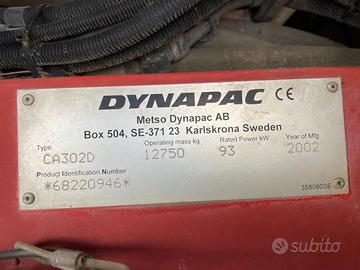 DYNAPAC CE
Metso Dynapac AB
Box 504, SE-371 23 Karlskrona Sweden
Type Operating mass kg Rated Power kW Year of Mfg
CA302D 12750 93 2002
Product Identification Number
*68220946*
358090SE
subito